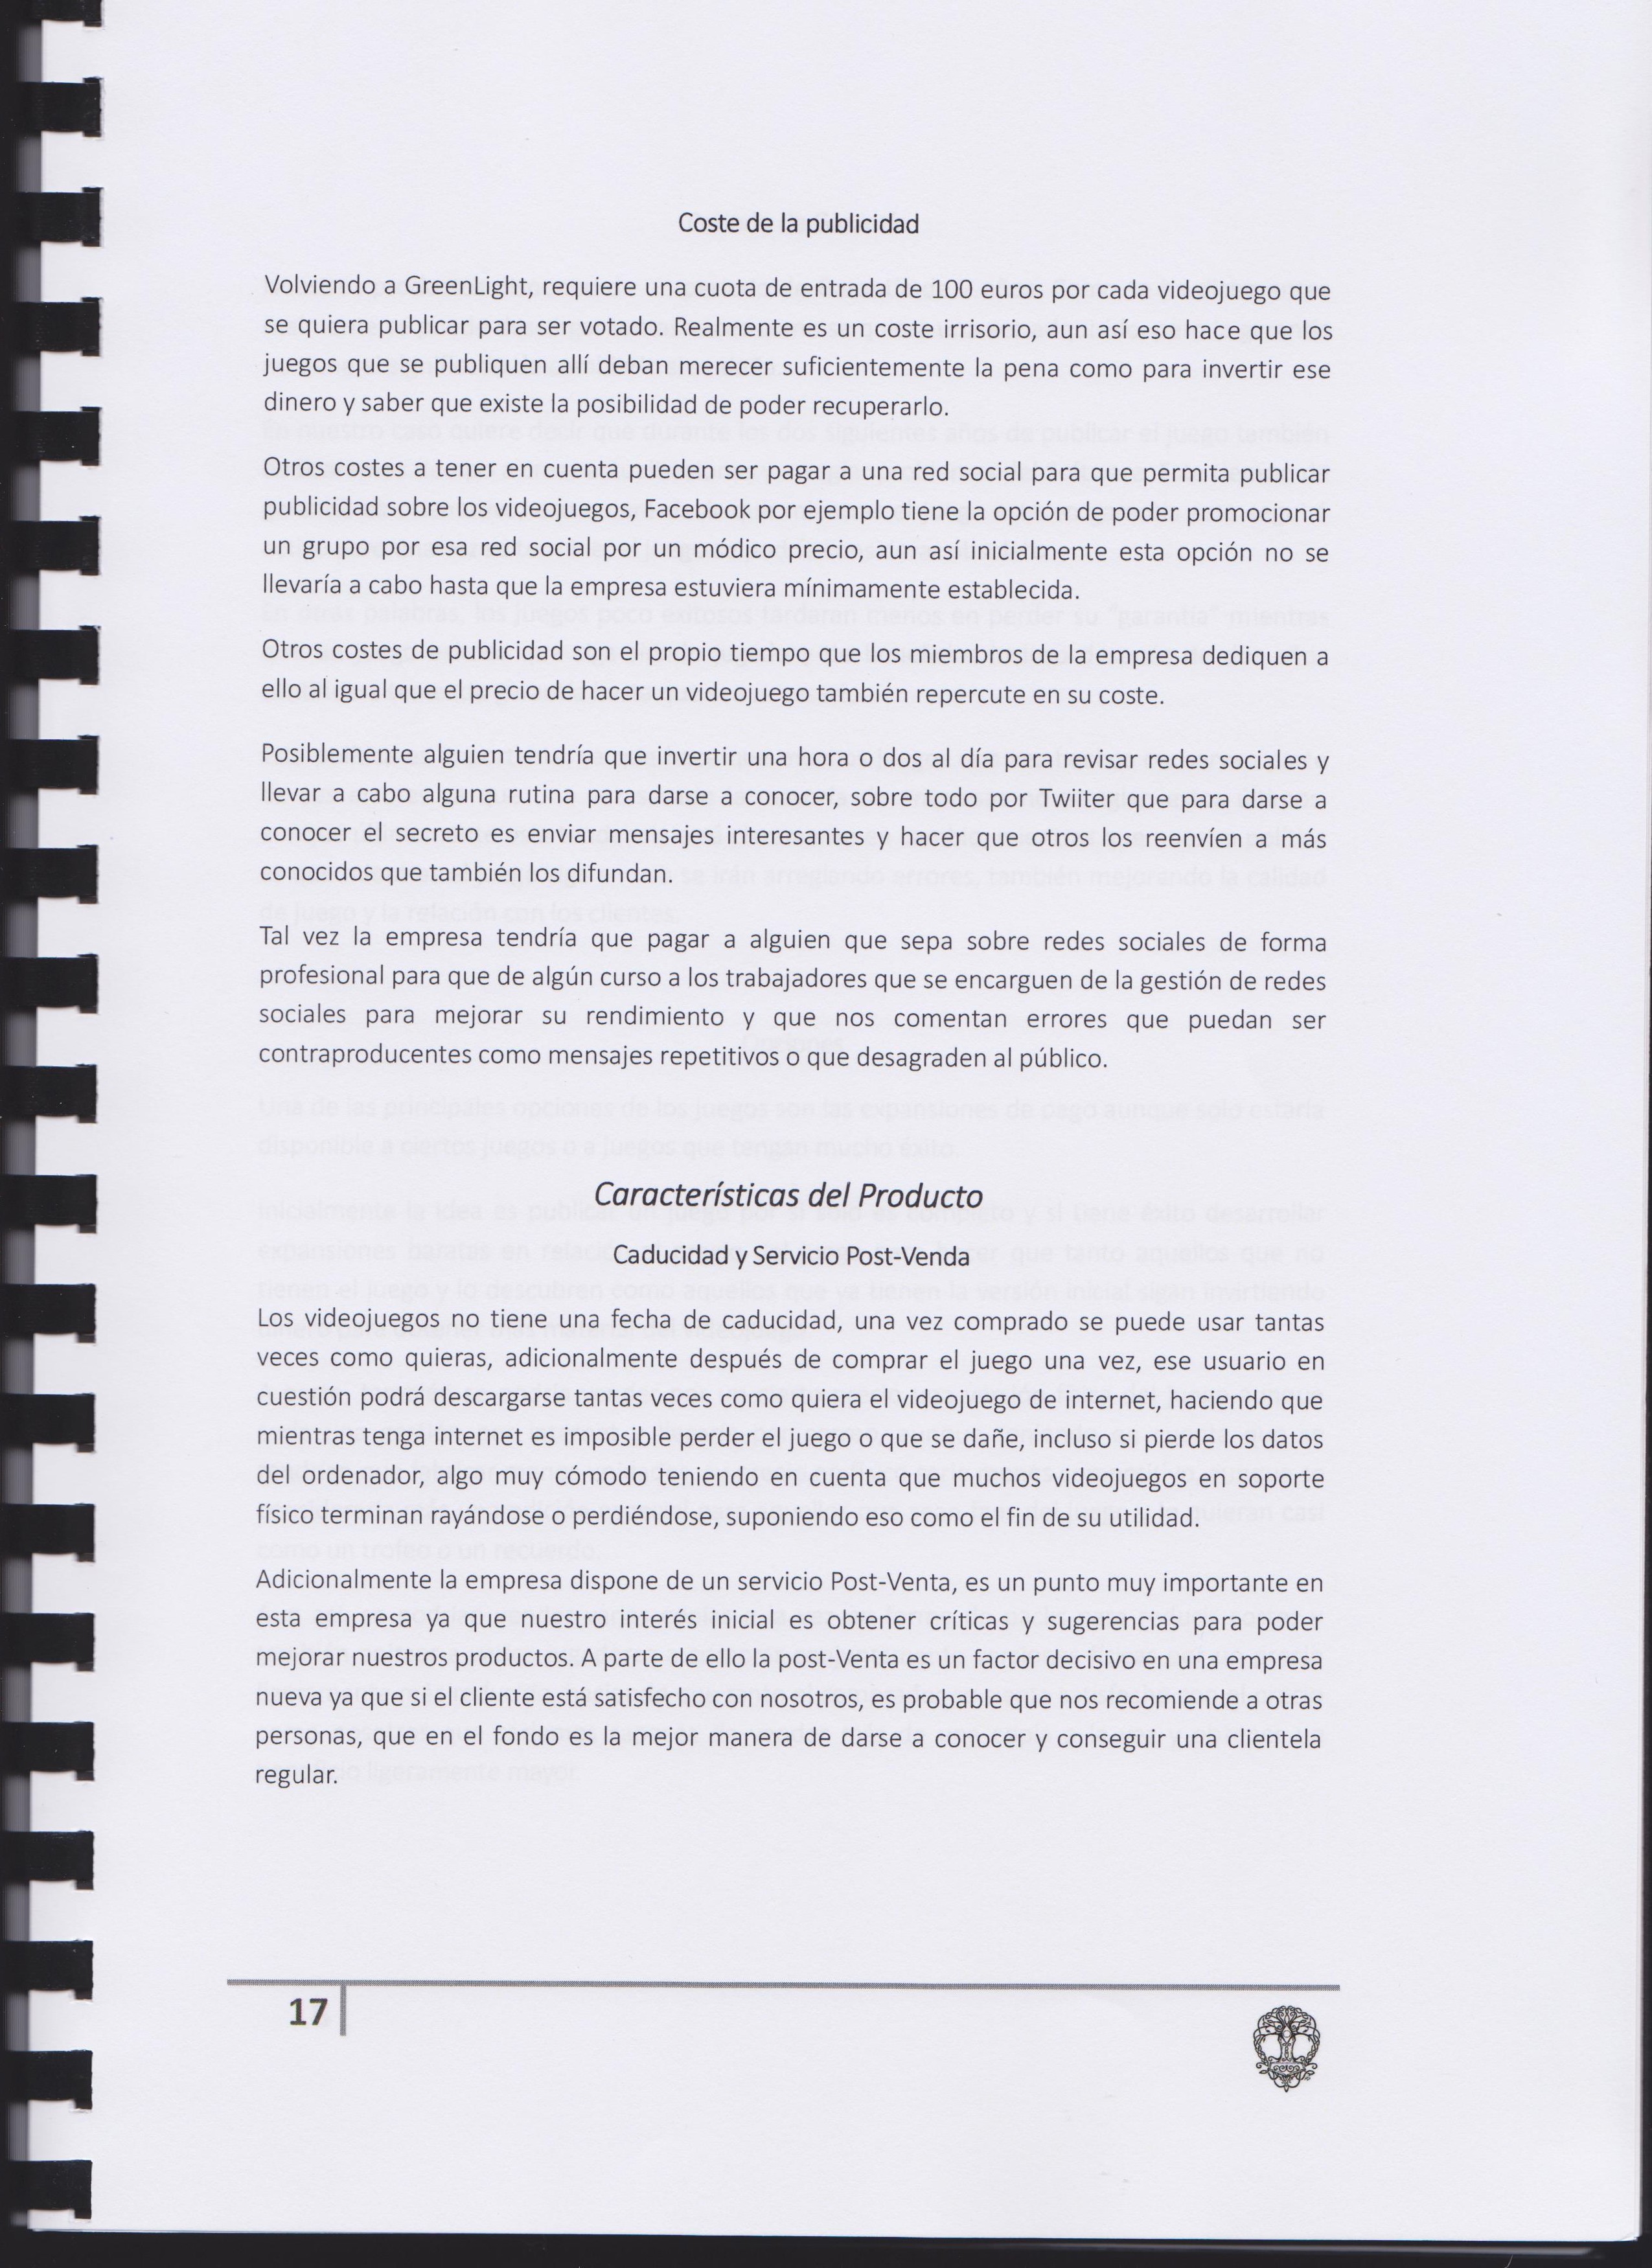 Coste de la publicidad
Volviendo a GreenLight, requiere una cuota de entrada de 100 euros por cada videojuego que
se quiera publicar para ser votado. Realmente es un coste irrisorio, aun así eso hace que los
juegos que se publiquen allí deban merecer suficientemente la pena como para invertir ese
dinero y saber que existe la posibilidad de poder recuperarlo.
Otros costes a tener en cuenta pueden ser pagar a una red social para que permita publicar
publicidad sobre los videojuegos, Facebook por ejemplo tiene la opción de poder promocionar
un grupo por esa red social por un módico precio, aun así inicialmente esta opción no se
llevaría a cabo hasta que la empresa estuviera mínimamente establecida.
Otros costes de publicidad son el propio tiempo que los miembros de la empresa dediquen a
ello al igual que el precio de hacer un videojuego también repercute en su coste.
Posiblemente alguien tendría que invertir una hora o dos al día para revisar redes sociales y
llevar a cabo alguna rutina para darse a conocer, sobre todo por Twiiter que para darse a
conocer el secreto es enviar mensajes interesantes y hacer que otros los reenvíen a más
conocidos que también los difundan.
Tal vez la empresa tendría que pagar a alguien que sepa sobre redes sociales de forma
profesional para que de algún curso a los trabajadores que se encarguen de la gestión de redes
sociales para mejorar su rendimiento y que nos comentan errores que puedan ser
contraproducentes como mensajes repetitivos o que desagraden al público.
Características del Producto
Caducidad y Servicio Post-Venda
Los videojuegos no tiene una fecha de caducidad, una vez comprado se puede usar tantas
veces como quieras, adicionalmente después de comprar el juego una vez, ese usuario en
cuestión podrá descargarse tantas veces como quiera el videojuego de internet, haciendo que
mientras tenga internet es imposible perder el juego o que se dañe, incluso si pierde los datos
del ordenador, algo muy cómodo teniendo en cuenta que muchos videojuegos en soporte
físico terminan rayándose o perdiéndose, suponiendo eso como el fin de su utilidad.
Adicionalmente la empresa dispone de un servicio Post-Venta, es un punto muy importante en
esta empresa ya que nuestro interés inicial es obtener críticas y sugerencias para poder
mejorar nuestros productos. A parte de ello la post-Venta es un factor decisivo en una empresa
nueva ya que si el cliente está satisfecho con nosotros, es probable que nos recomiende a otras
personas, que en el fondo es la mejor manera de darse a conocer y conseguir una clientela
regular.
17